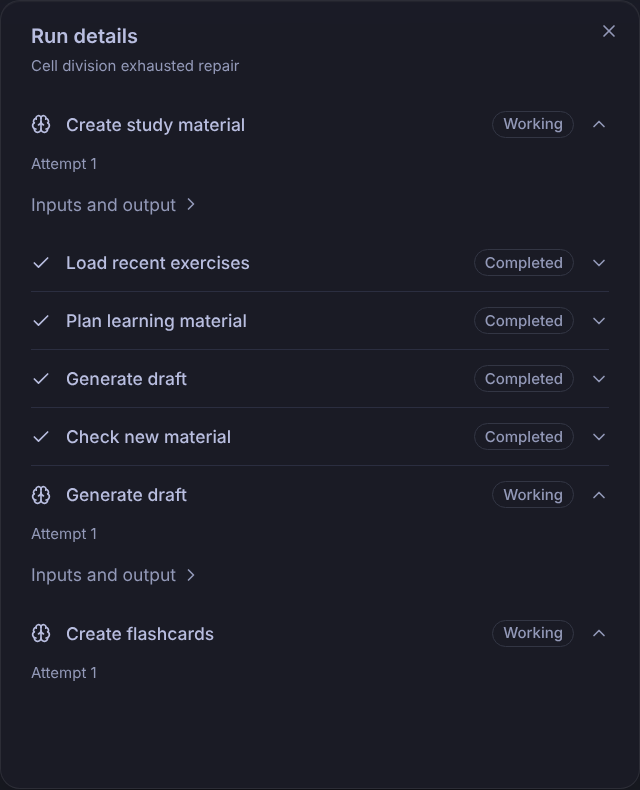 Run details
Cell division exhausted repair
Create study material Working
Attempt 1
Inputs and output
Load recent exercises Completed
Plan learning material Completed
Generate draft Completed
Check new material Completed
Generate draft Working
Attempt 1
Inputs and output
Create flashcards Working
Attempt 1